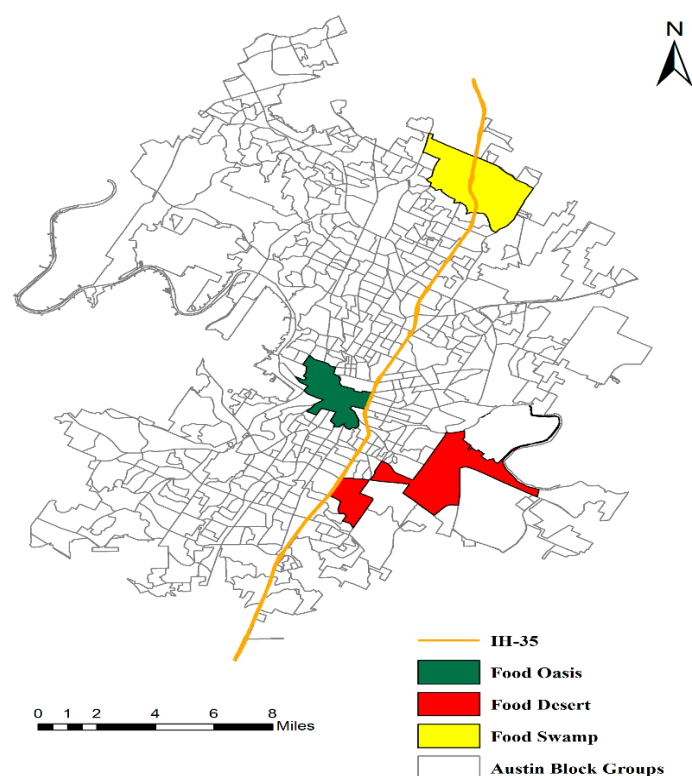 N
IH-35
Food Oasis
Food Desert
Food Swamp
Austin Block Groups
0 1 2 4 6 8
Miles